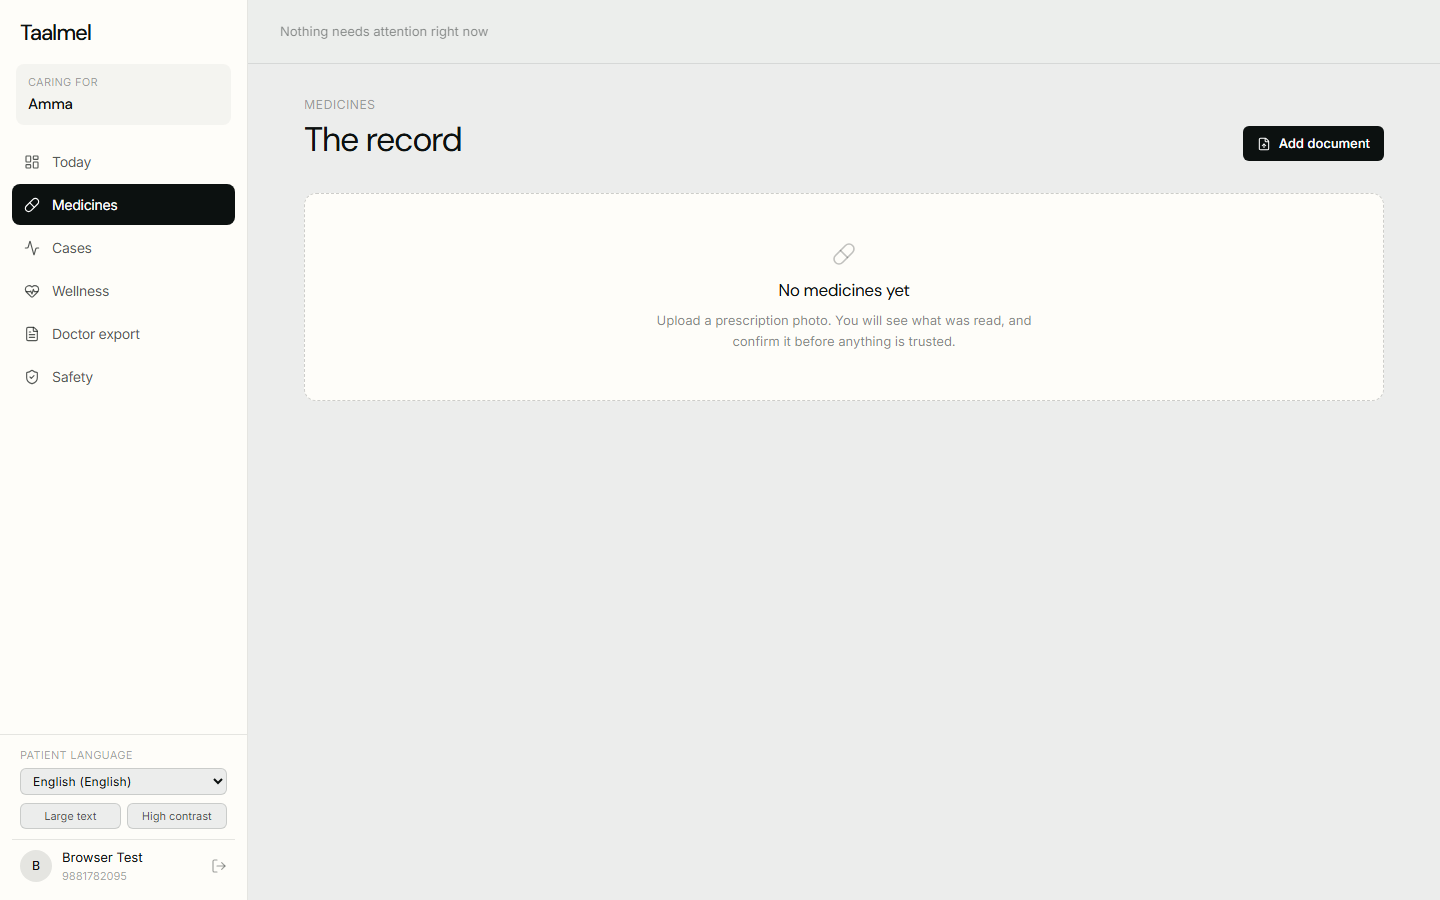 Taalmel
CARING FOR
Amma
Today
Medicines
Cases
Wellness
Doctor export
Safety
PATIENT LANGUAGE
English (English)
Large text
High contrast
B
Browser Test
9881782095
Nothing needs attention right now
MEDICINES
The record
Add document
No medicines yet
Upload a prescription photo. You will see what was read, and
confirm it before anything is trusted.